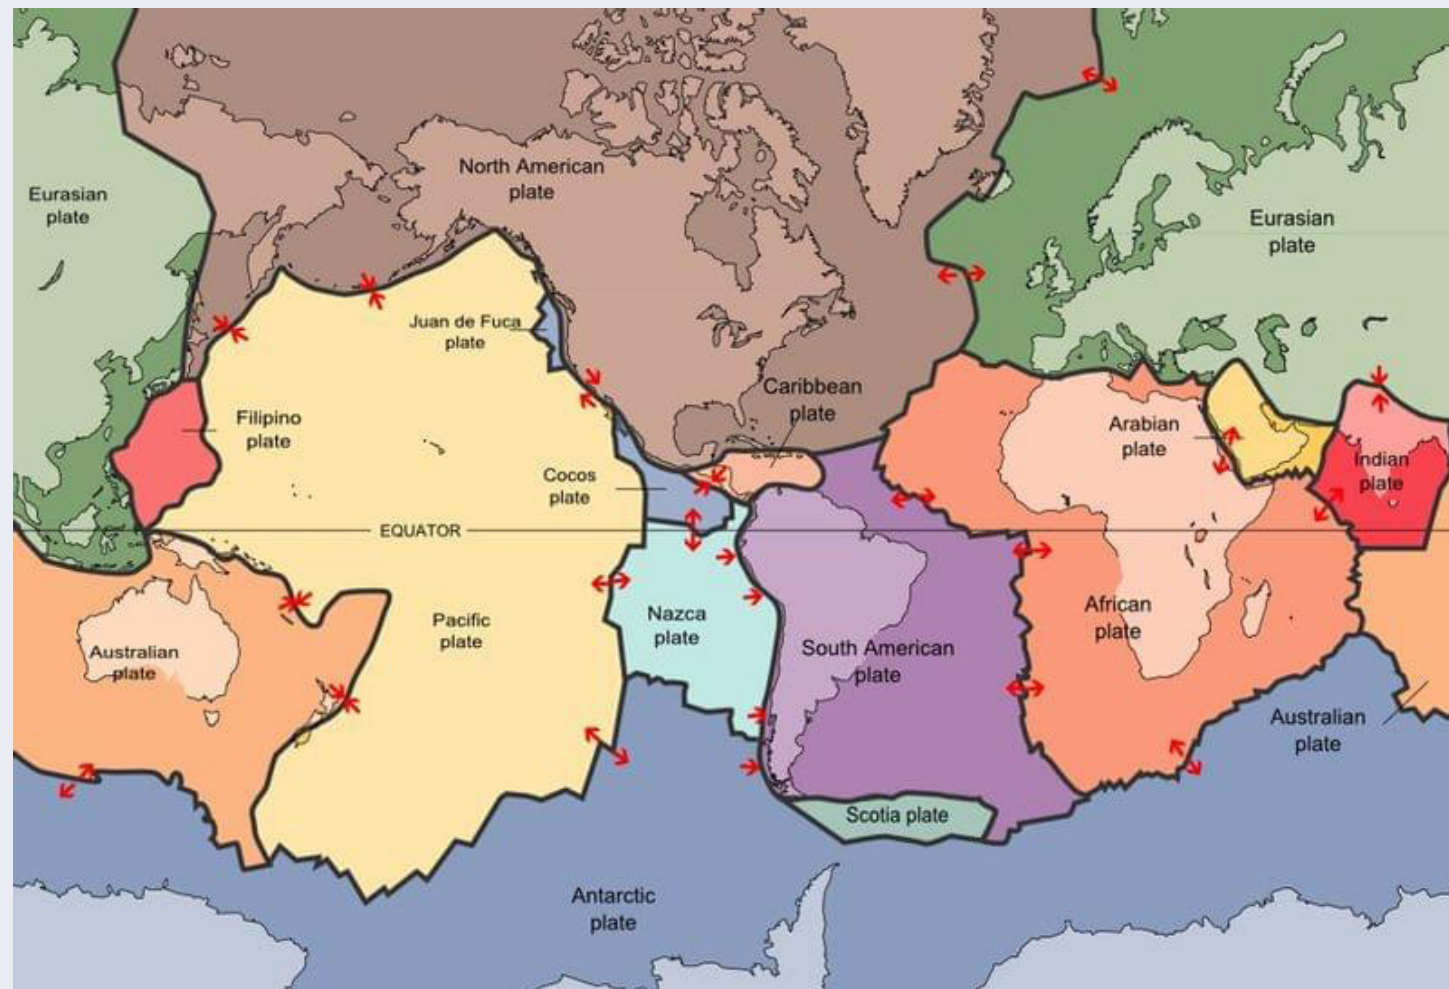 North American
plate
Eurasian
plate
Eurasian
plate
Juan de Fuca
plate
Caribbean
plate
Filipino
plate
Arabian
plate
Indian
plate
Cocos
plate
EQUATOR
Nazca
plate
African
plate
Pacific
plate
Australian
plate
South American
plate
Australian
plate
Scotia plate
Antarctic
plate